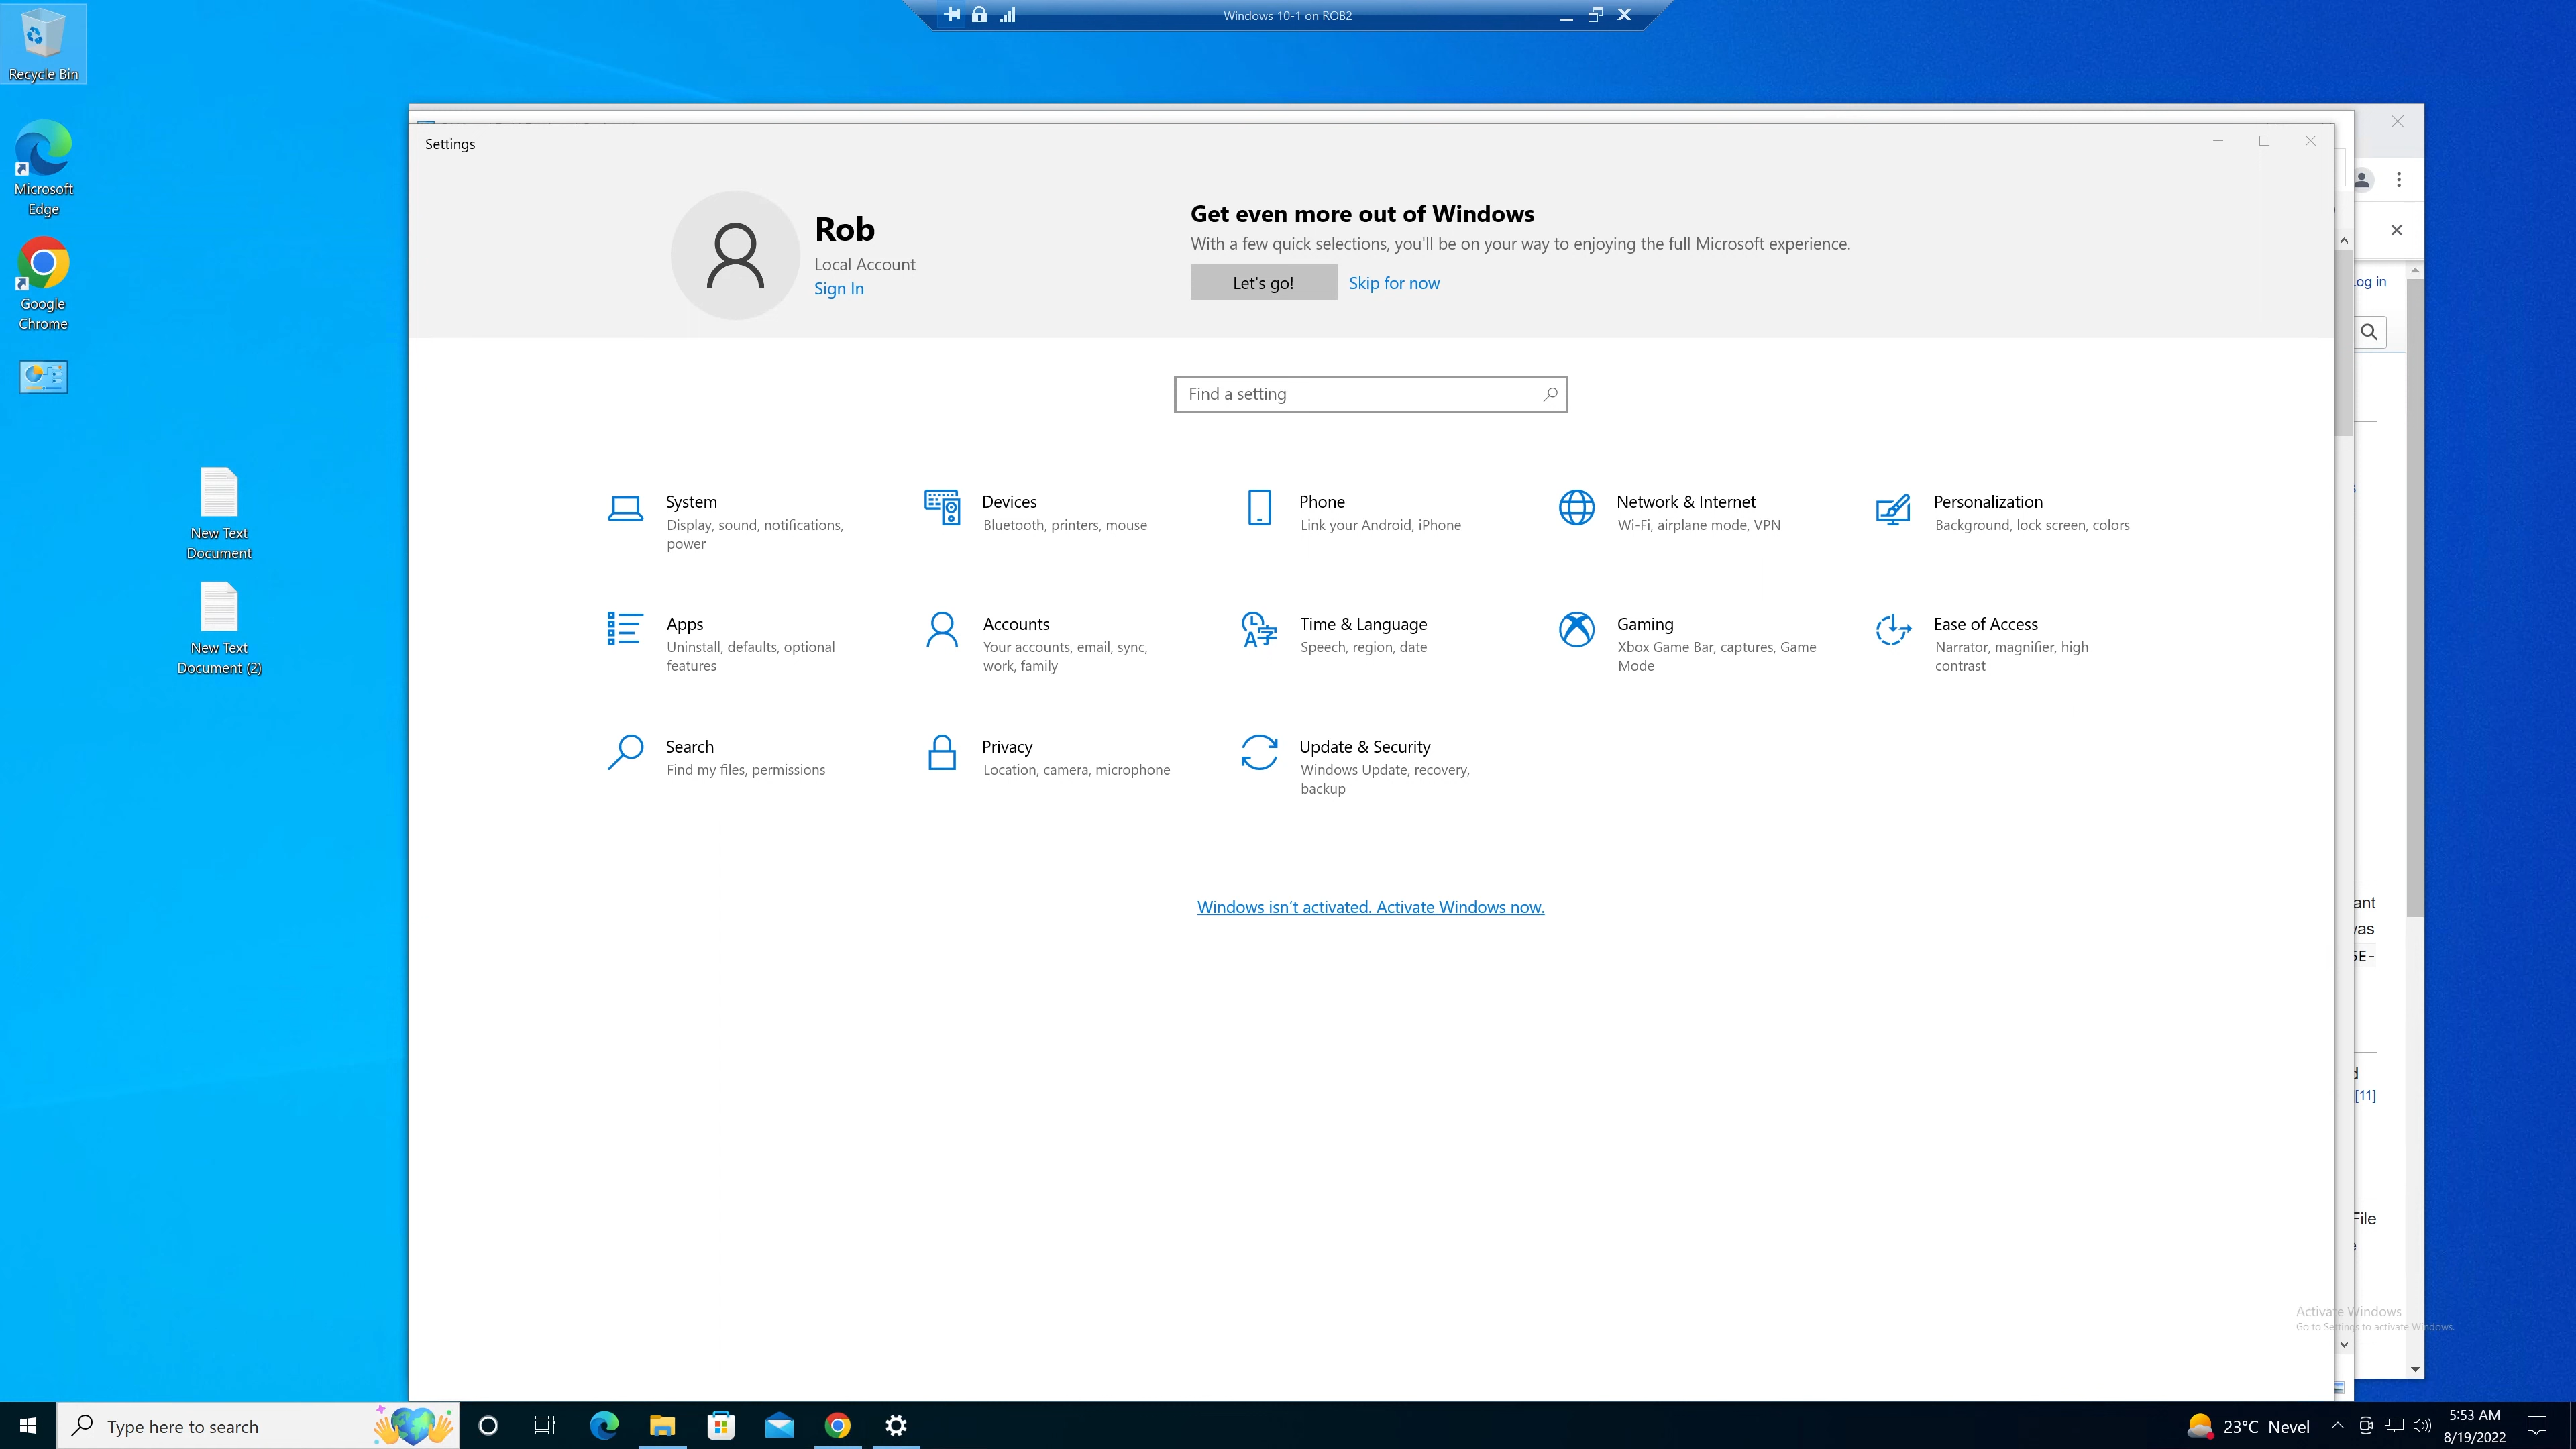 Windows 10-1 on ROB2
Recycle Bin
Microsoft
Edge
Google
Chrome
New Text
Document
New Text
Document (2)
Settings
Rob
Local Account
Sign In
Get even more out of Windows
With a few quick selections, you'll be on your way to enjoying the full Microsoft experience.
Let's go!
Skip for now
Log in
Find a setting
System
Display, sound, notifications,
power
Devices
Bluetooth, printers, mouse
Phone
Link your Android, iPhone
Network & Internet
Wi-Fi, airplane mode, VPN
Personalization
Background, lock screen, colors
Apps
Uninstall, defaults, optional
features
Accounts
Your accounts, email, sync,
work, family
Time & Language
Speech, region, date
Gaming
Xbox Game Bar, captures, Game
Mode
Ease of Access
Narrator, magnifier, high
contrast
Search
Find my files, permissions
Privacy
Location, camera, microphone
Update & Security
Windows Update, recovery,
backup
Windows isn't activated. Activate Windows now.
[11]
File
Activate Windows
Go to Settings to activate Windows.
Type here to search
23°C Nevel
5:53 AM
8/19/2022